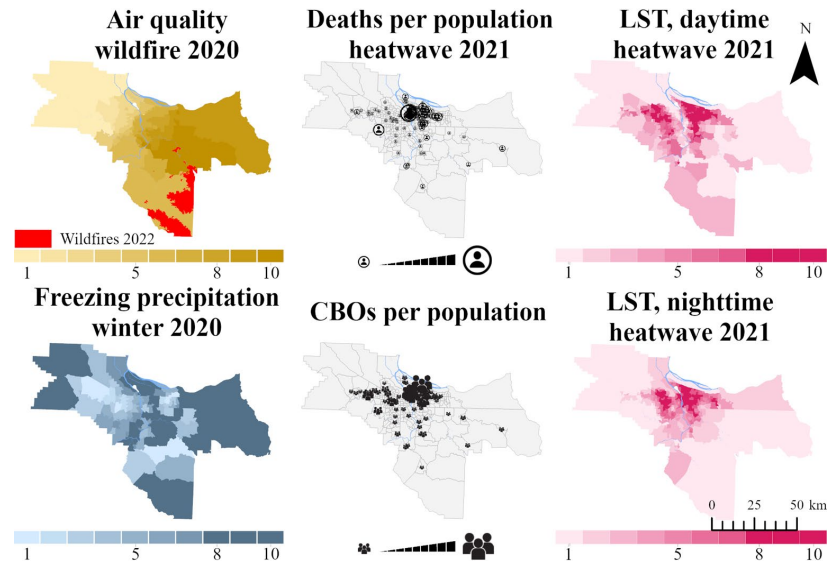 Air quality
wildfire 2020
Deaths per population
heatwave 2021
LST, daytime
heatwave 2021
N
Wildfires 2022
1 5 8 10
1 5 8 10
Freezing precipitation
winter 2020
CBOs per population
LST, nighttime
heatwave 2021
0 25 50 km
1 5 8 10
1 5 8 10